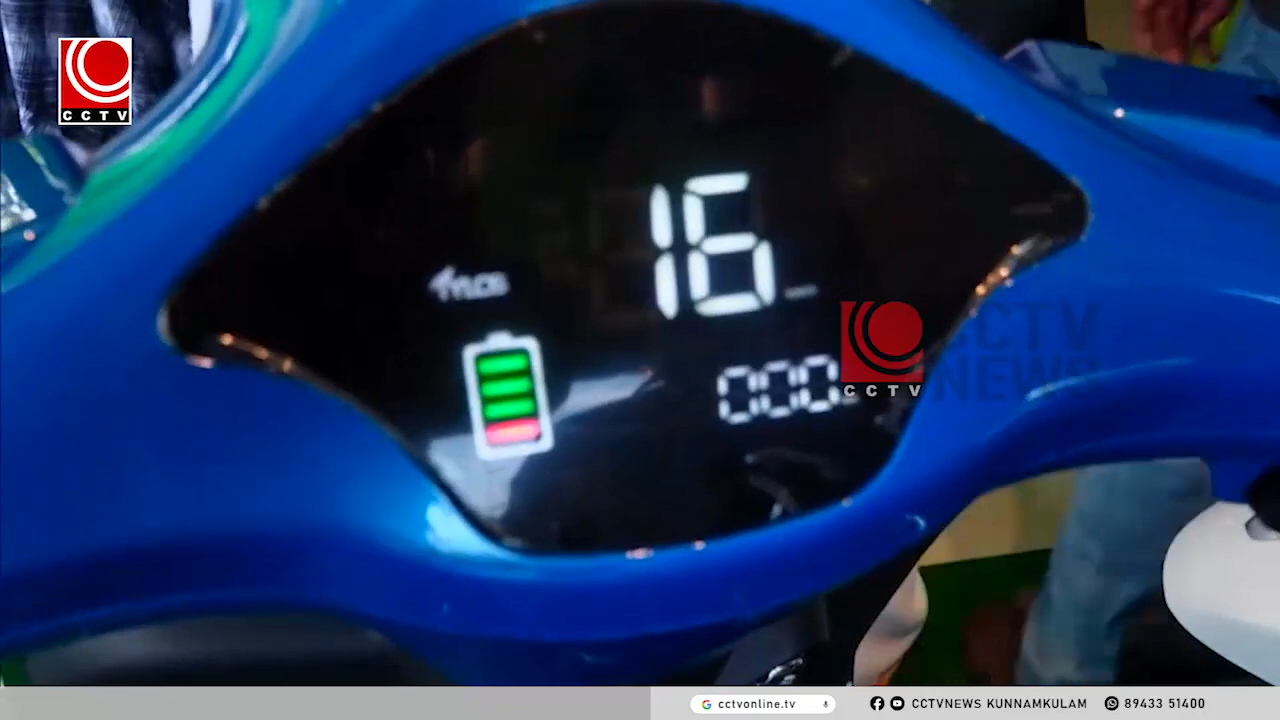 CCTV
16
000
CCTV
CCTV
NEWS
cctvonline.tv
CCTVNEWS KUNNAMKULAM
89433 51400